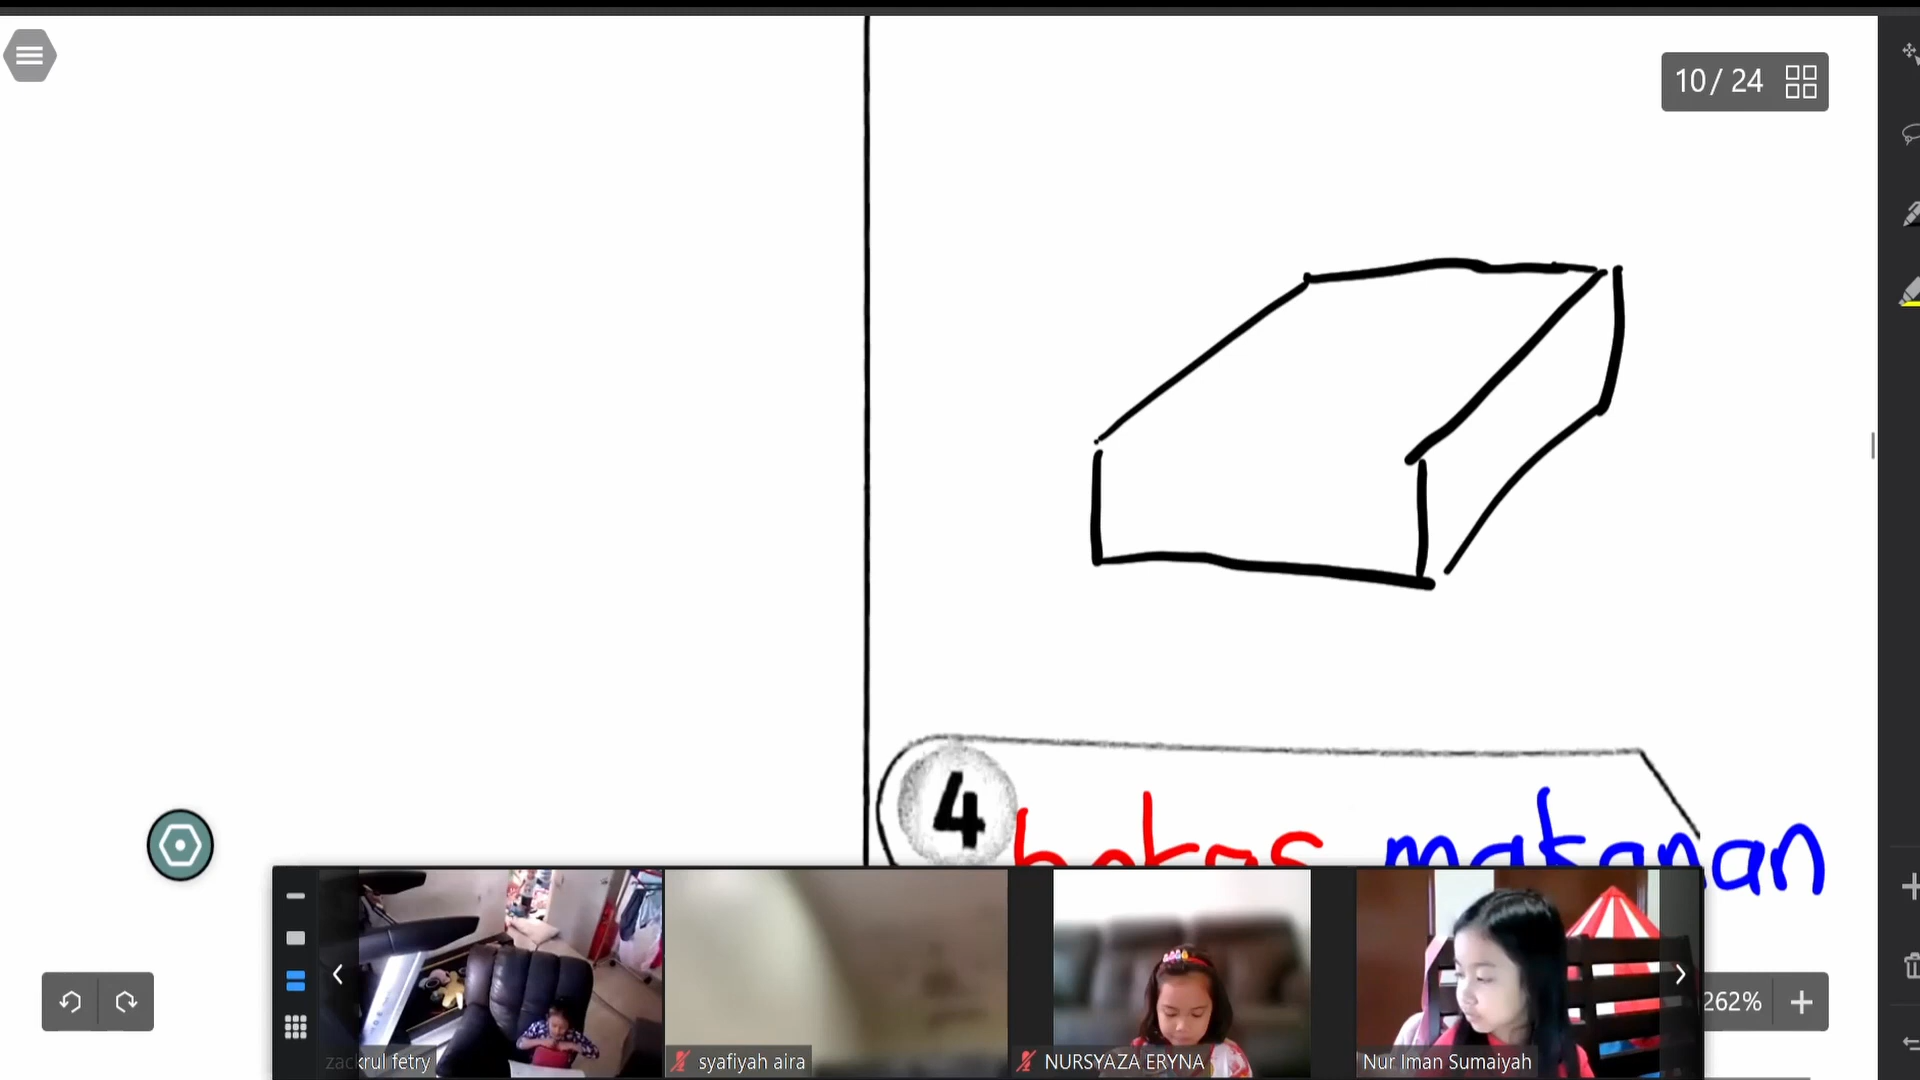 10 / 24
4 makanan
262%
zackrul fetry
syafiyah aira
NURSYAZA ERYNA
Nur Iman Sumaiyah